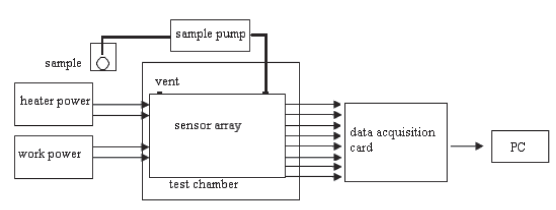 sample pump
sample
vent
heater power
sensor array
data acquisition
card
PC
work power
test chamber